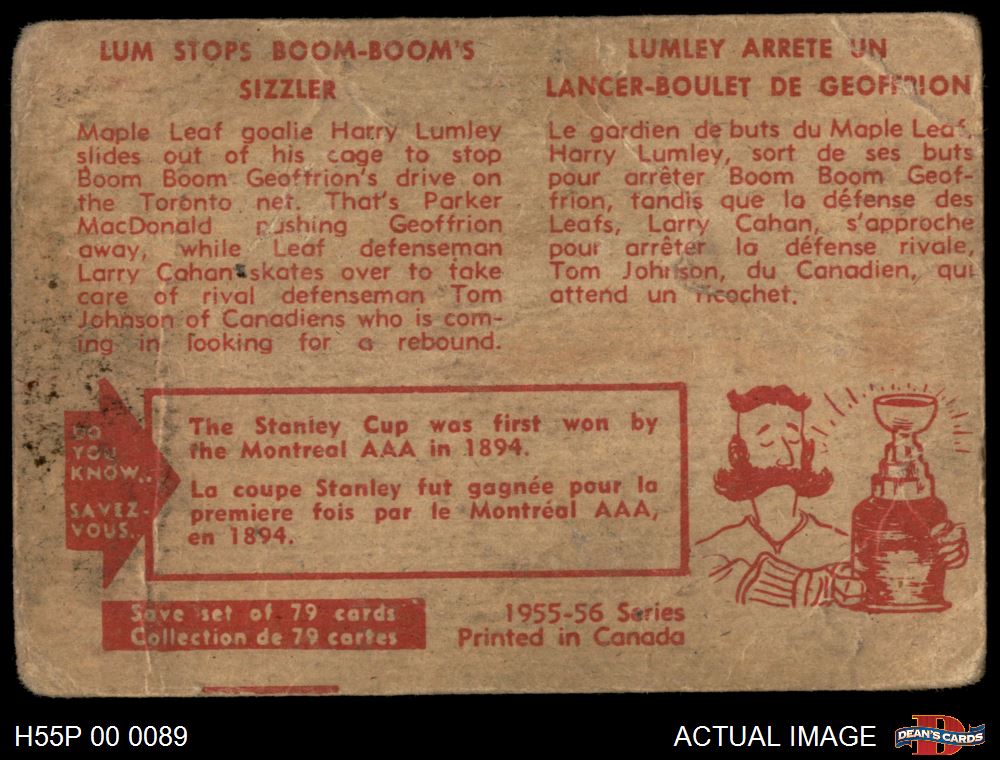 LUM STOPS BOOM-BOOM'S
SIZZLER
Maple Leaf goalie Harry Lumley
slides out of his cage to stop
Boom Boom Geoffrion's drive on
the Toronto net. That's Parker
MacDonald pushing Geoffrion
away, while Leaf defenseman
Larry Cahan skates over to take
care of rival defenseman Tom
Johnson of Canadiens who is com-
ing in looking for a rebound.
LUMLEY ARRETE UN
LANCER-BOULET DE GEOFFRION
Le gardien de buts du Maple Leaf,
Harry Lumley, sort de ses buts
pour arrêter Boom Boom Geof-
frion, tandis que la défense des
Leafs, Larry Cahan, s'approche
pour arrêter la défense rivale,
Tom Johnson, du Canadien, qui
attend un ricochet.
DO
YOU
KNOW..
SAVEZ-
VOUS.
The Stanley Cup was first won by
the Montreal AAA in 1894.
La coupe Stanley fut gagnée pour la
premiere fois par le Montréal AAA,
en 1894.
Save set of 79 cards
Collection de 79 cartes
1955-56 Series
Printed in Canada
H55P 00 0089
ACTUAL IMAGE
D
DEAN'S CARDS